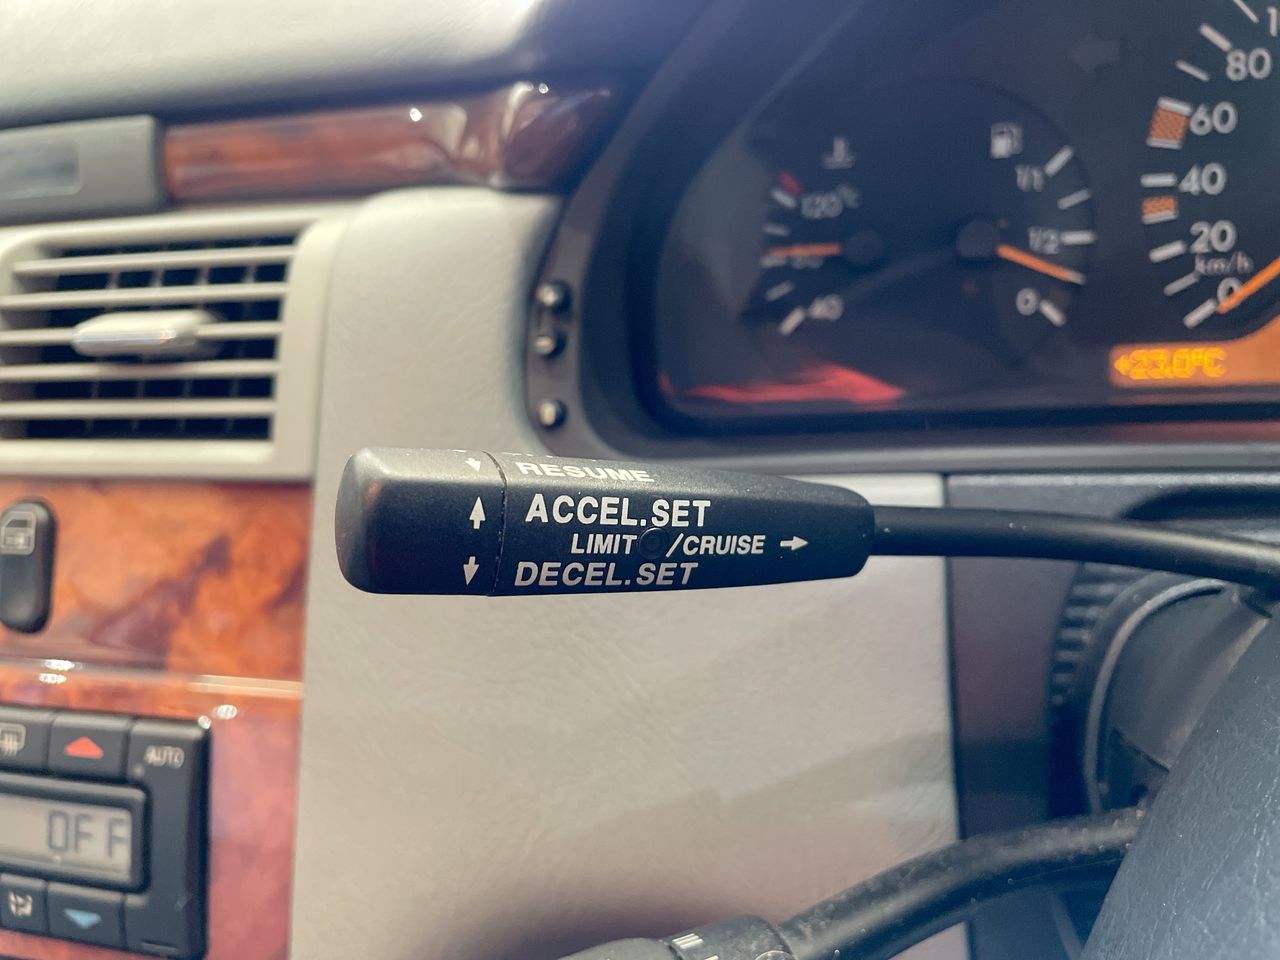 1/1
120°C
1/2
40
0
80
60
40
20
km/h
0
+23.0°C
RESUME
ACCEL.SET
LIMIT /CRUISE
DECEL.SET
AUTO
OFF